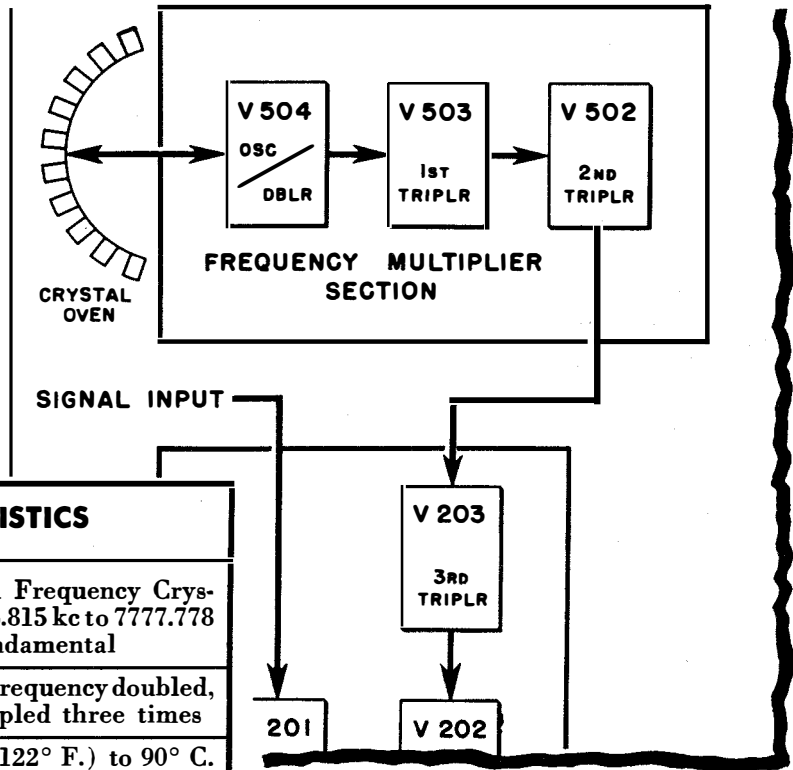 V 504
OSC
DBLR
V 503
1ST
TRIPLR
V 502
2ND
TRIPLR
FREQUENCY MULTIPLIER
SECTION
CRYSTAL
OVEN
SIGNAL INPUT
V 203
3RD
TRIPLR
201
V 202
ISTICS
Frequency Crys-
.815 kc to 7777.778
ndamental
requency doubled,
pled three times
122° F.) to 90° C.